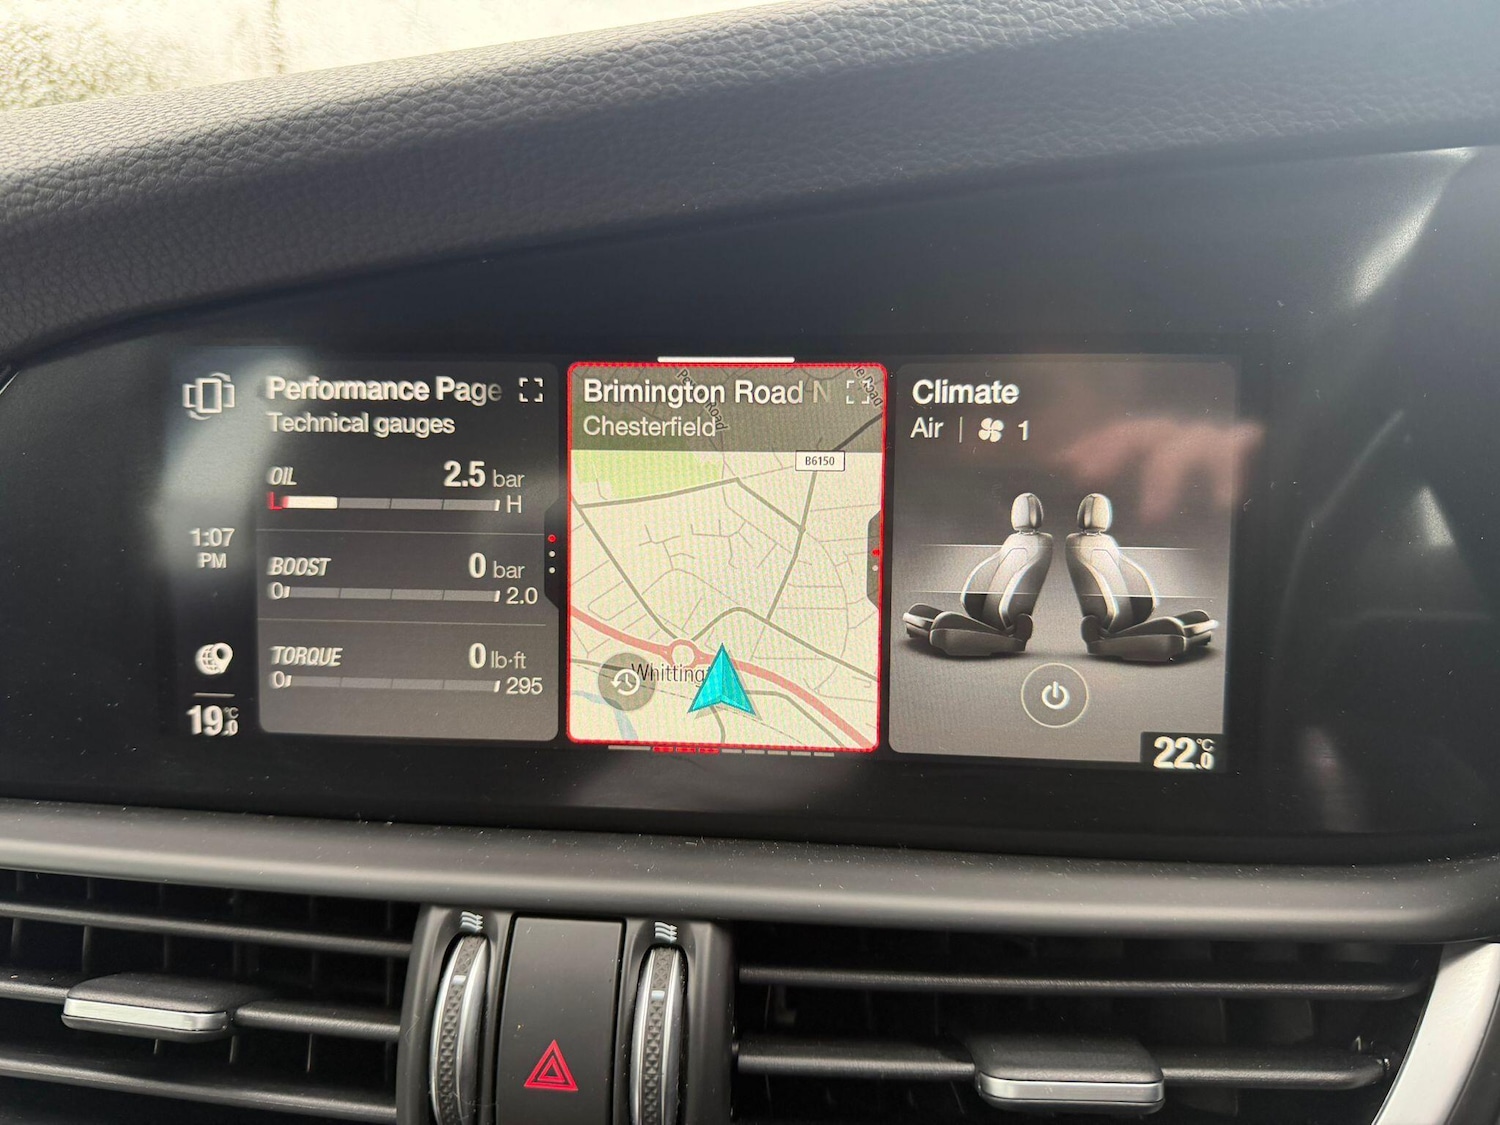 Performance Page
Technical gauges
OIL 2.5 bar
L H
BOOST 0 bar
0 2.0
TORQUE 0 lb·ft
0 295
1:07
PM
19.0 °C
Brimington Road N
Chesterfield
Road
B6150
Whitting
Climate
Air | 1
22.0 °C